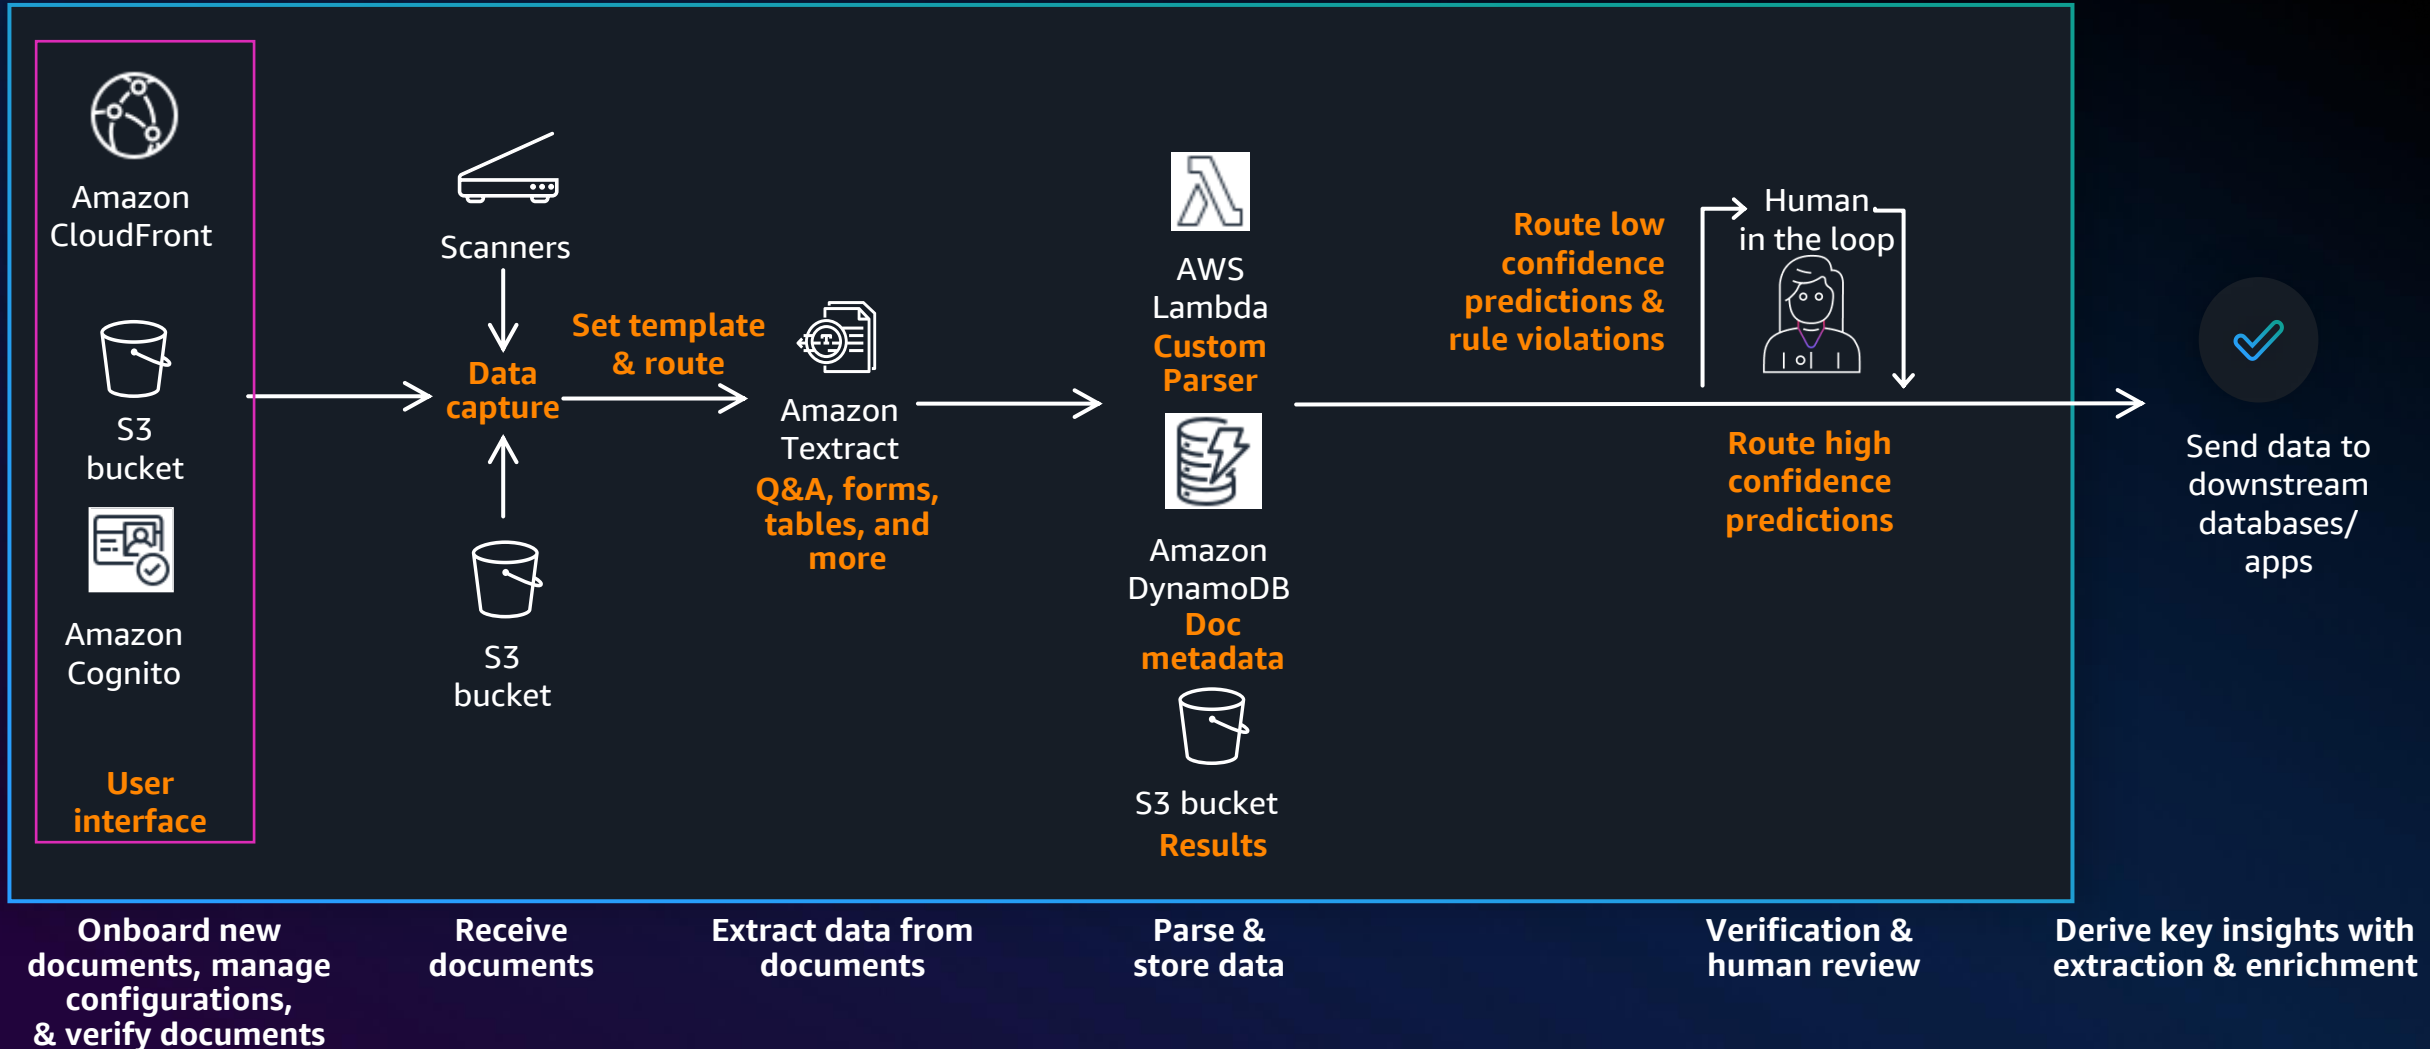 Amazon
CloudFront
S3
bucket
Amazon
Cognito
User
interface
Scanners
Data
capture
S3
bucket
Set template
& route
Amazon
Textract
Q&A, forms,
tables, and
more
AWS
Lambda
Custom
Parser
Amazon
DynamoDB
Doc
metadata
S3 bucket
Results
Route low
confidence
predictions &
rule violations
Human
in the loop
Route high
confidence
predictions
Send data to
downstream
databases/
apps
Onboard new
documents, manage
configurations,
& verify documents
Receive
documents
Extract data from
documents
Parse &
store data
Verification &
human review
Derive key insights with
extraction & enrichment